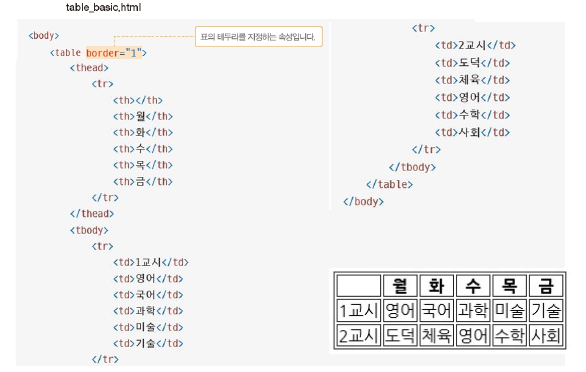 table_basic.html
<body>
<table border="1">
표의 테두리를 지정하는 속성입니다.
<thead>
<tr>
<th></th>
<th>월</th>
<th>화</th>
<th>수</th>
<th>목</th>
<th>금</th>
</tr>
</thead>
<tbody>
<tr>
<td>1교시</td>
<td>영어</td>
<td>국어</td>
<td>과학</td>
<td>미술</td>
<td>기술</td>
</tr>
<tr>
<td>2교시</td>
<td>도덕</td>
<td>체육</td>
<td>영어</td>
<td>수학</td>
<td>사회</td>
</tr>
</tbody>
</table>
</body>
월 화 수 목 금
1교시 영어 국어 과학 미술 기술
2교시 도덕 체육 영어 수학 사회